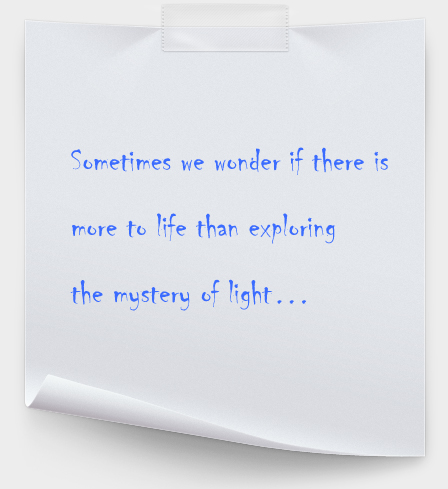 Sometimes we wonder if there is
more to life than exploring
the mystery of light...